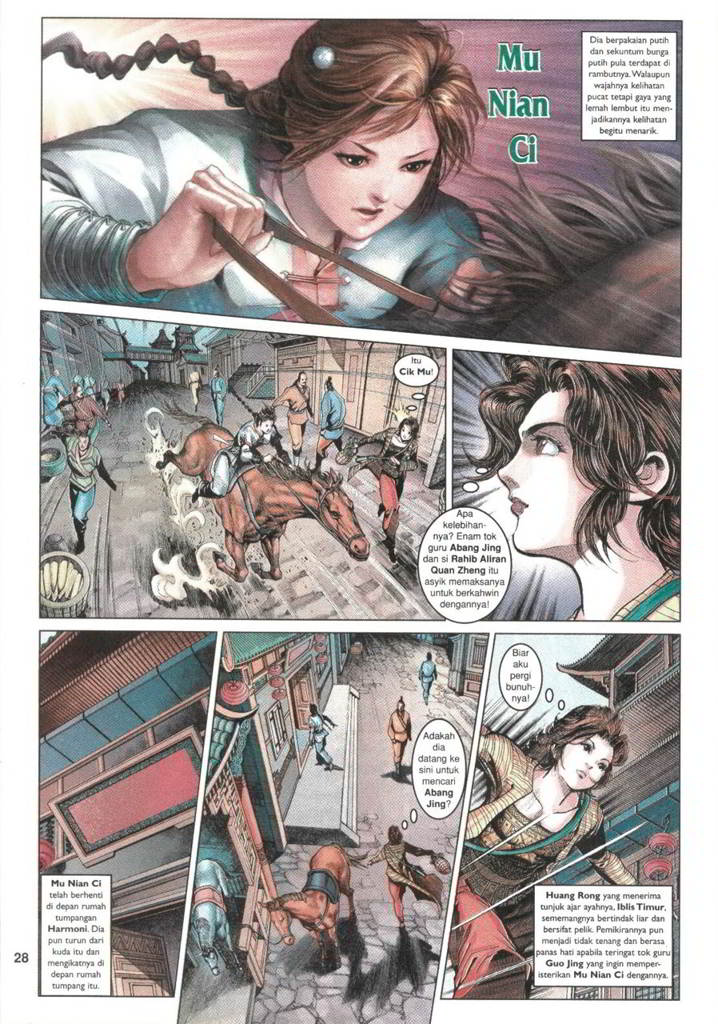 Mu
Nian
Ci
Dia berpakaian putih
dan sekuntum bunga
putih pula terdapat di
rambutnya. Walaupun
wajahnya kelihatan
pucat tetapi gaya yang
lemah lembut itu men-
jadikannya kelihatan
begitu menarik.
Itu
Cik Mu!
Apa
kelebihan-
nya? Enam tok
guru Abang Jing
dan si Rahib Aliran
Quan Zheng itu
asyik memaksanya
untuk berkahwin
dengannya!
Mu Nian Ci
telah berhenti
di depan rumah
tumpangan
Harmoni. Dia
pun turun dari
kuda itu dan
mengikatnya di
depan rumah
tumpang itu.
Adakah
dia
datang ke
sini untuk
mencari
Abang
Jing?
Biar
aku
pergi
bunuh-
nya!
Huang Rong yang menerima
tunjuk ajar ayahnya, Iblis Timur,
sememangnya bertindak liar dan
bersifat pelik. Pemikirannya pun
menjadi tidak tenang dan berasa
panas hati apabila teringat tok guru
Guo Jing yang ingin memper-
isterikan Mu Nian Ci dengannya.
28